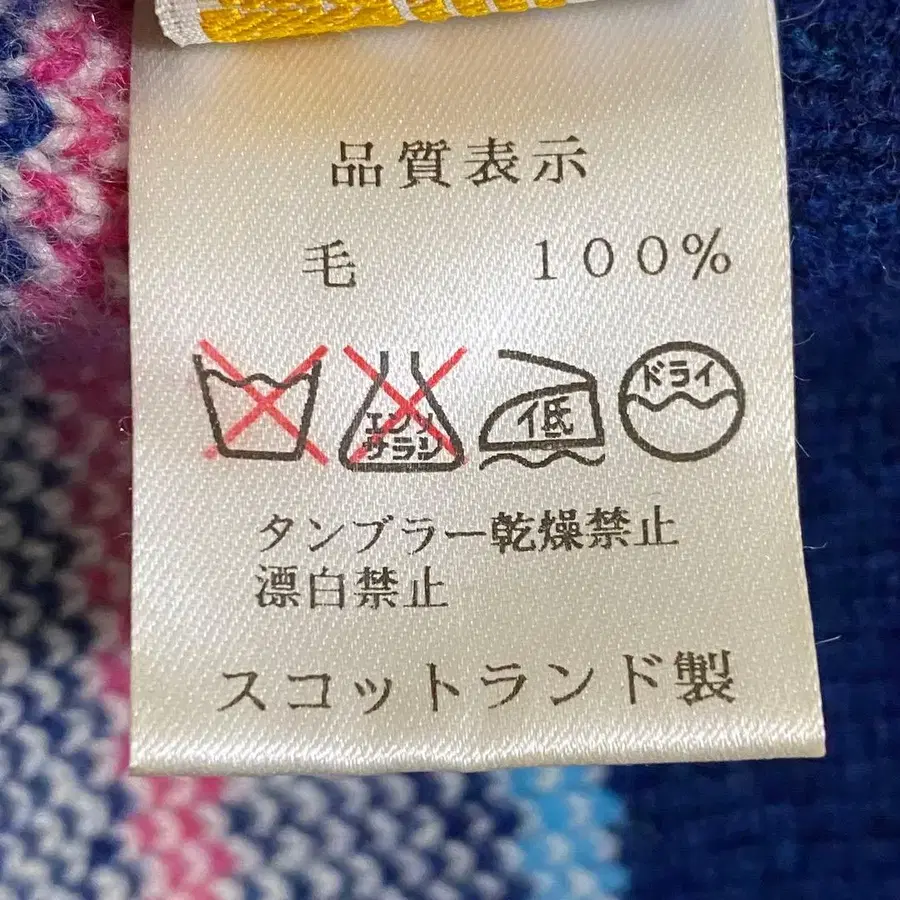 品質表示
毛 100%
エンソ サラシ 低 ドライ
タンブラー乾燥禁止
漂白禁止
スコットランド製